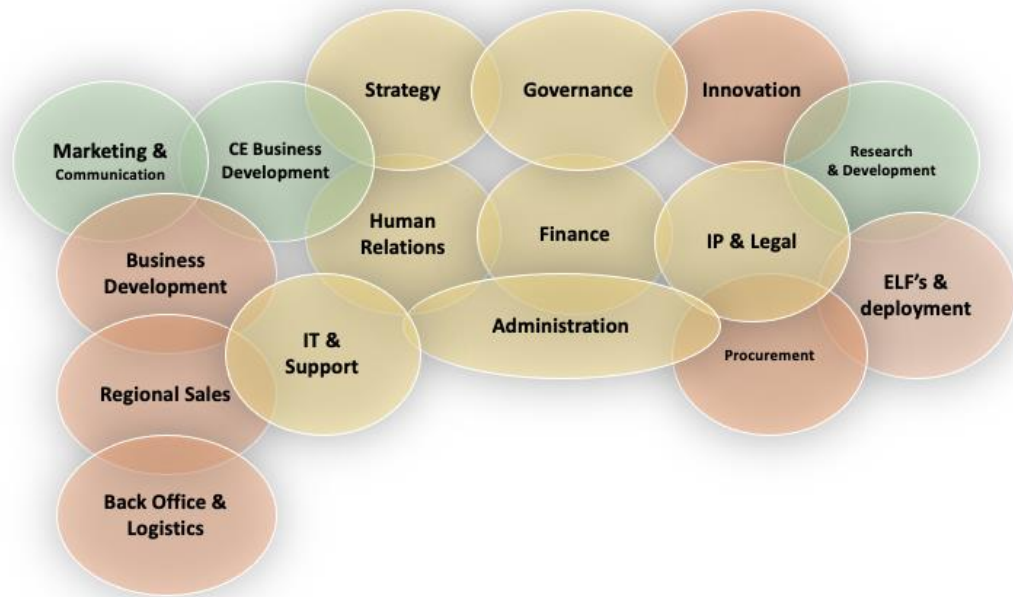 Strategy
Governance
Innovation
Marketing &
Communication
CE Business
Development
Research
& Development
Human
Relations
Finance
IP & Legal
Business
Development
ELF's &
deployment
IT &
Support
Administration
Procurement
Regional Sales
Back Office &
Logistics